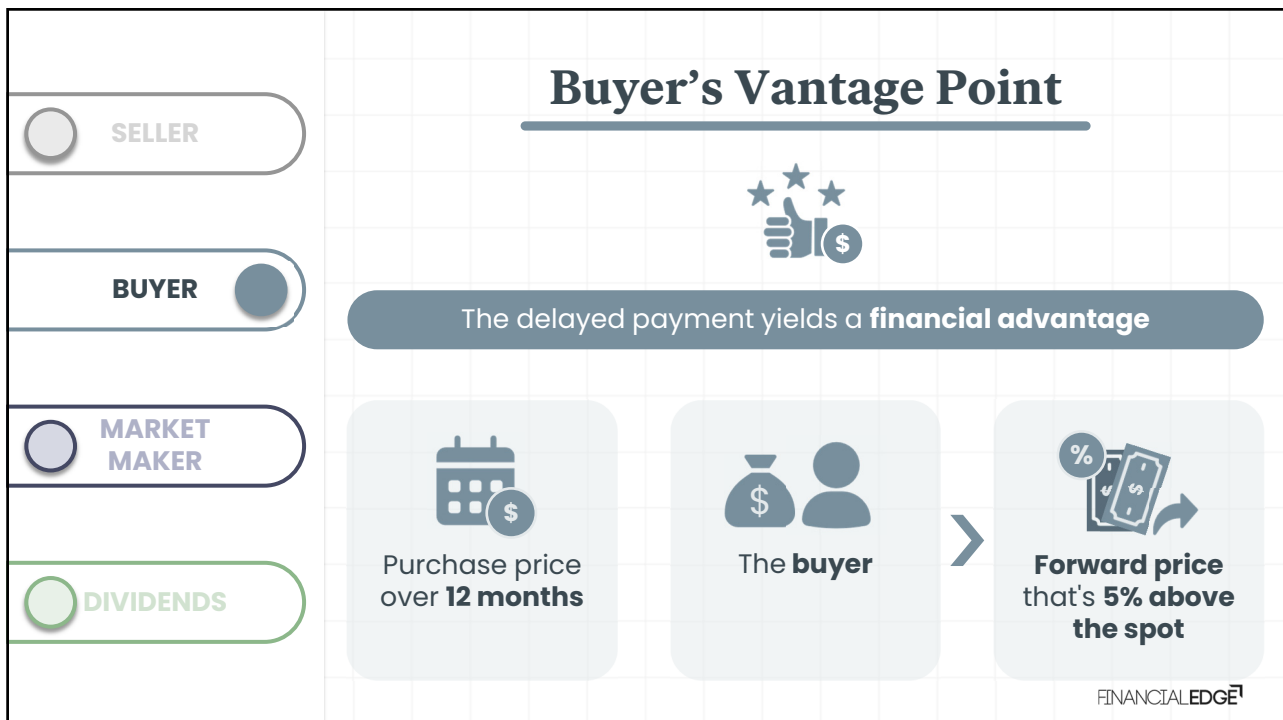 SELLER
BUYER
MARKET
MAKER
DIVIDENDS
Buyer’s Vantage Point
$
The delayed payment yields a financial advantage
$
Purchase price
over 12 months
$
The buyer
%
$ $
Forward price
that's 5% above
the spot
FINANCIALEDGE